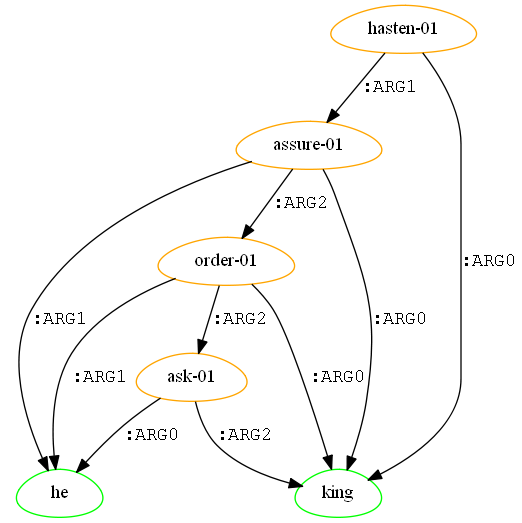 hasten-01
:ARG1
assure-01
:ARG2
:ARG0
order-01
:ARG1
:ARG2
:ARG0
:ARG1
:ARG0
ask-01
:ARG0
:ARG2
he
king